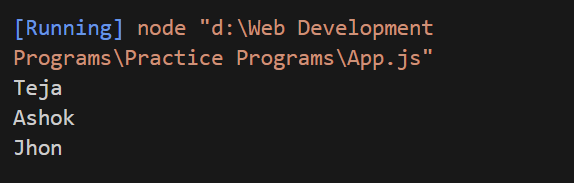 [Running] node "d:\Web Development
Programs\Practice Programs\App.js"
Teja
Ashok
Jhon